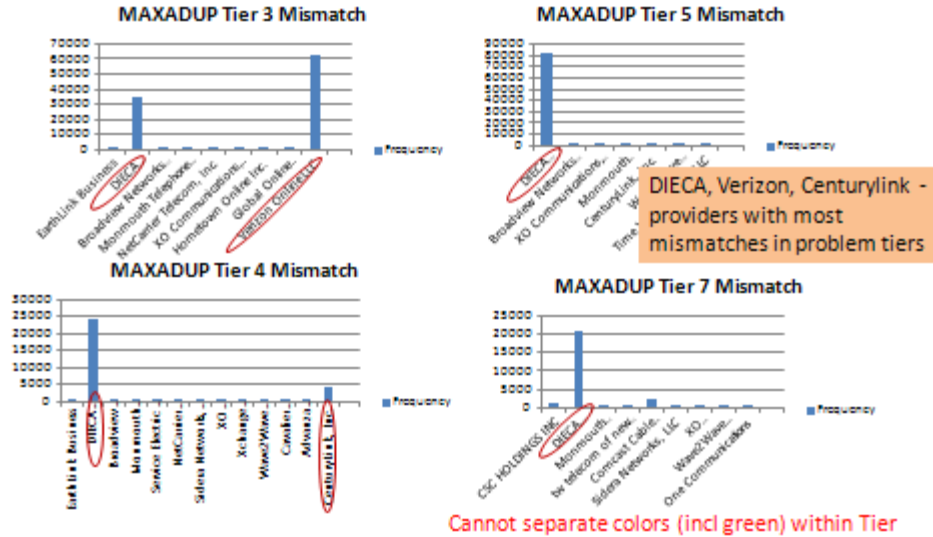 MAXADUP Tier 3 Mismatch
70000
60000
50000
40000
30000
20000
10000
0
EarthLink Business
DIECA
Broadview Networks..
Monmouth Telephone..
NetCarrier Telecom, Inc
XO Communications..
Hometown Online Inc.
Global Online..
Verizon Online LLC
Frequency
MAXADUP Tier 5 Mismatch
90000
80000
70000
60000
50000
40000
30000
20000
10000
0
DIECA..
Broadview Networks..
XO Communications,
Monmouth..
CenturyLink, Inc
LLC
Frequency
DIECA, Verizon, Centurylink -
providers with most
mismatches in problem tiers
MAXADUP Tier 4 Mismatch
30000
25000
20000
15000
10000
5000
0
EarthLink Business
DIECA
Broadview
Monmouth
Service Electric
NetCarrier
Sidera Networks,
XO
Xchange
Wave2Wave
Cavalier
Advanza
CenturyLink, Inc
Frequency
MAXADUP Tier 7 Mismatch
25000
20000
15000
10000
5000
0
CSC HOLDINGS INC
DIECA
Monmouth..
bv telecom of new..
Comcast Cable..
Sidera Networks, LLC
XO..
Wave2Wave..
One Communications
Frequency
Cannot separate colors (incl green) within Tier